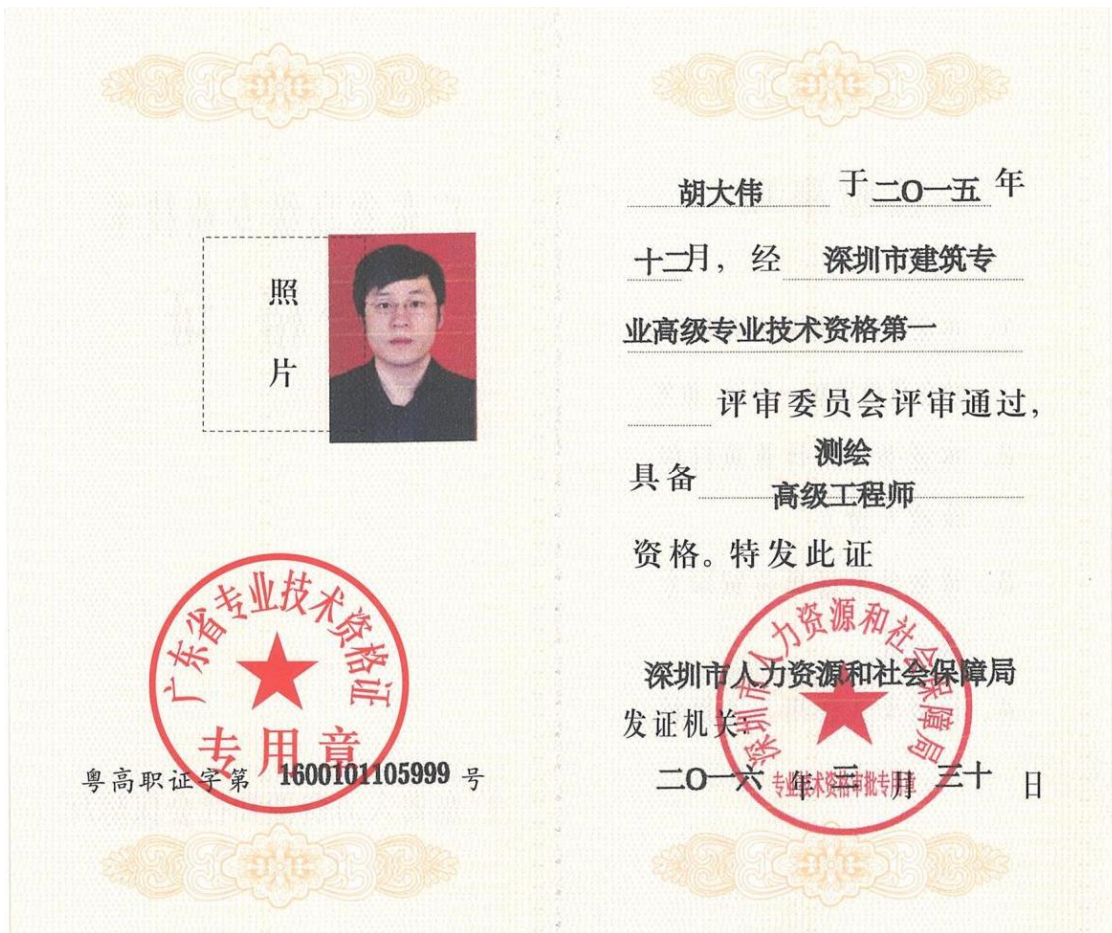 照
片
广东省专业技术资格证
专用章
粤高职证字第 1600101105999 号
胡大伟 于 二O一五 年
十二月，经 深圳市建筑专
业高级专业技术资格第一
评审委员会评审通过，
测绘
具备 高级工程师
资格。特发此证
深圳市人力资源和社会保障局
深圳市人力资源和社会保障局
发证机关：
二O一六 年 三 月 三十 日
专业技术资格审批专用章